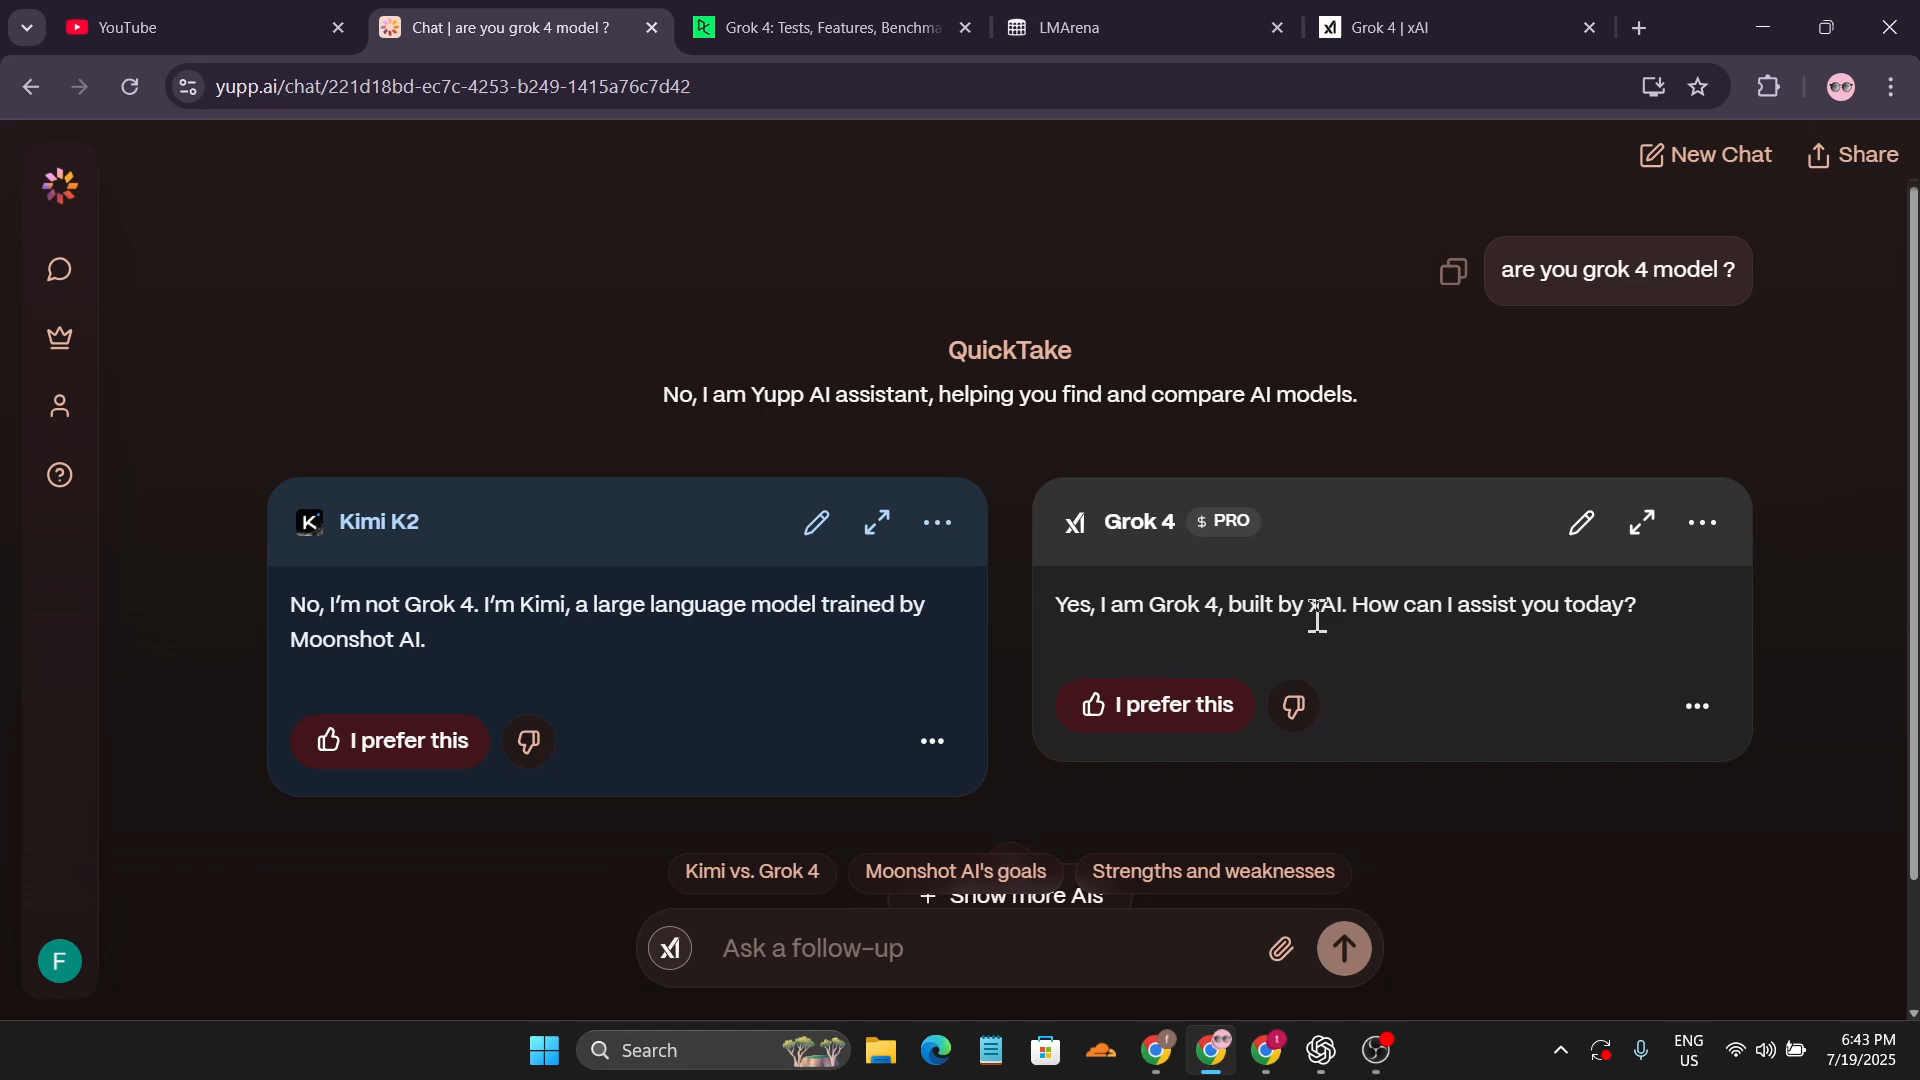 YouTube
Chat | are you grok 4 model ?
Grok 4: Tests, Features, Benchma
LMArena
Grok 4 | xAI
yupp.ai/chat/221d18bd-ec7c-4253-b249-1415a76c7d42
New Chat
Share
are you grok 4 model ?
QuickTake
No, I am Yupp AI assistant, helping you find and compare AI models.
Kimi K2
No, I'm not Grok 4. I'm Kimi, a large language model trained by
Moonshot AI.
I prefer this
Grok 4
$ PRO
Yes, I am Grok 4, built by xAI. How can I assist you today?
I prefer this
Kimi vs. Grok 4
Moonshot AI's goals
Strengths and weaknesses
+ Show more AIs
Ask a follow-up
F
Search
ENG
US
6:43 PM
7/19/2025